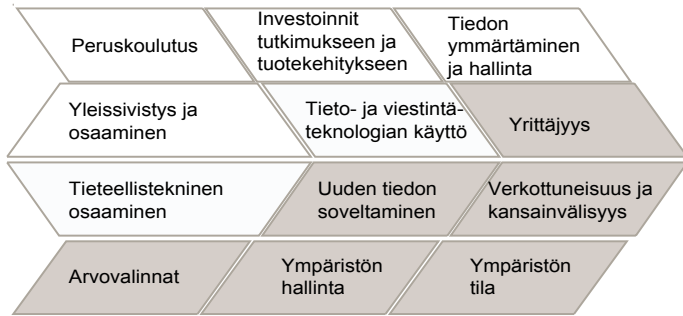 Peruskoulutus
Investoinnit
tutkimukseen ja
tuotekehitykseen
Tiedon
ymmärtäminen
ja hallinta
Yleissivistys ja
osaaminen
Tieto- ja viestintä-
teknologian käyttö
Yrittäjyys
Tieteellistekninen
osaaminen
Uuden tiedon
soveltaminen
Verkottuneisuus ja
kansainvälisyys
Arvovalinnat
Ympäristön
hallinta
Ympäristön
tila